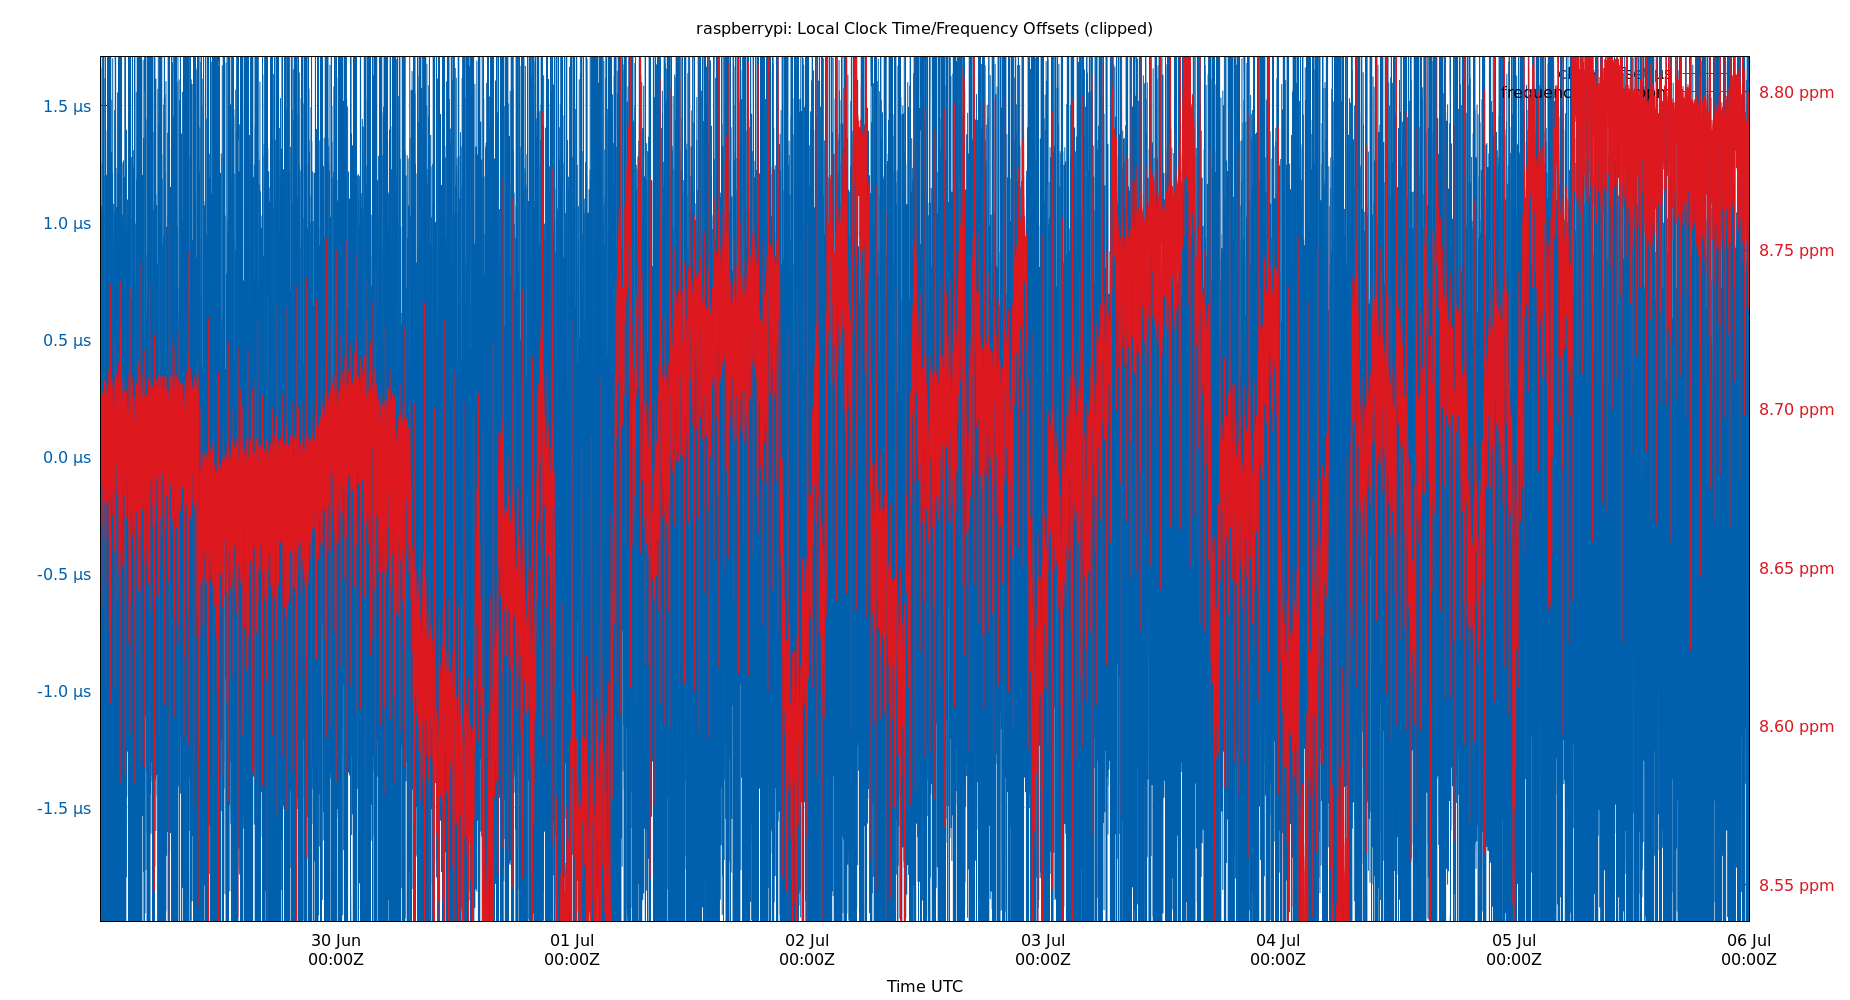 raspberrypi: Local Clock Time/Frequency Offsets (clipped)
1.5 µs
1.0 µs
0.5 µs
0.0 µs
-0.5 µs
-1.0 µs
-1.5 µs
8.80 ppm
8.75 ppm
8.70 ppm
8.65 ppm
8.60 ppm
8.55 ppm
30 Jun 00:00Z
01 Jul 00:00Z
02 Jul 00:00Z
03 Jul 00:00Z
04 Jul 00:00Z
05 Jul 00:00Z
06 Jul 00:00Z
Time UTC